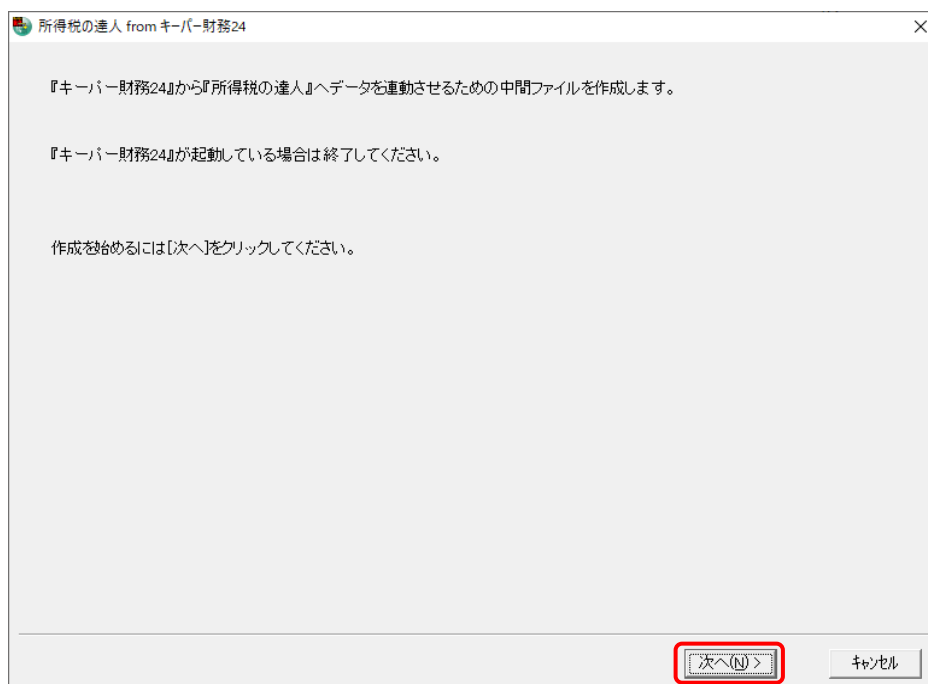 所得税の達人 from キーパー財務24
『キーパー財務24』から『所得税の達人』へデータを連動させるための中間ファイルを作成します。
『キーパー財務24』が起動している場合は終了してください。
作成を始めるには[次へ]をクリックしてください。
次へ(N) >
キャンセル